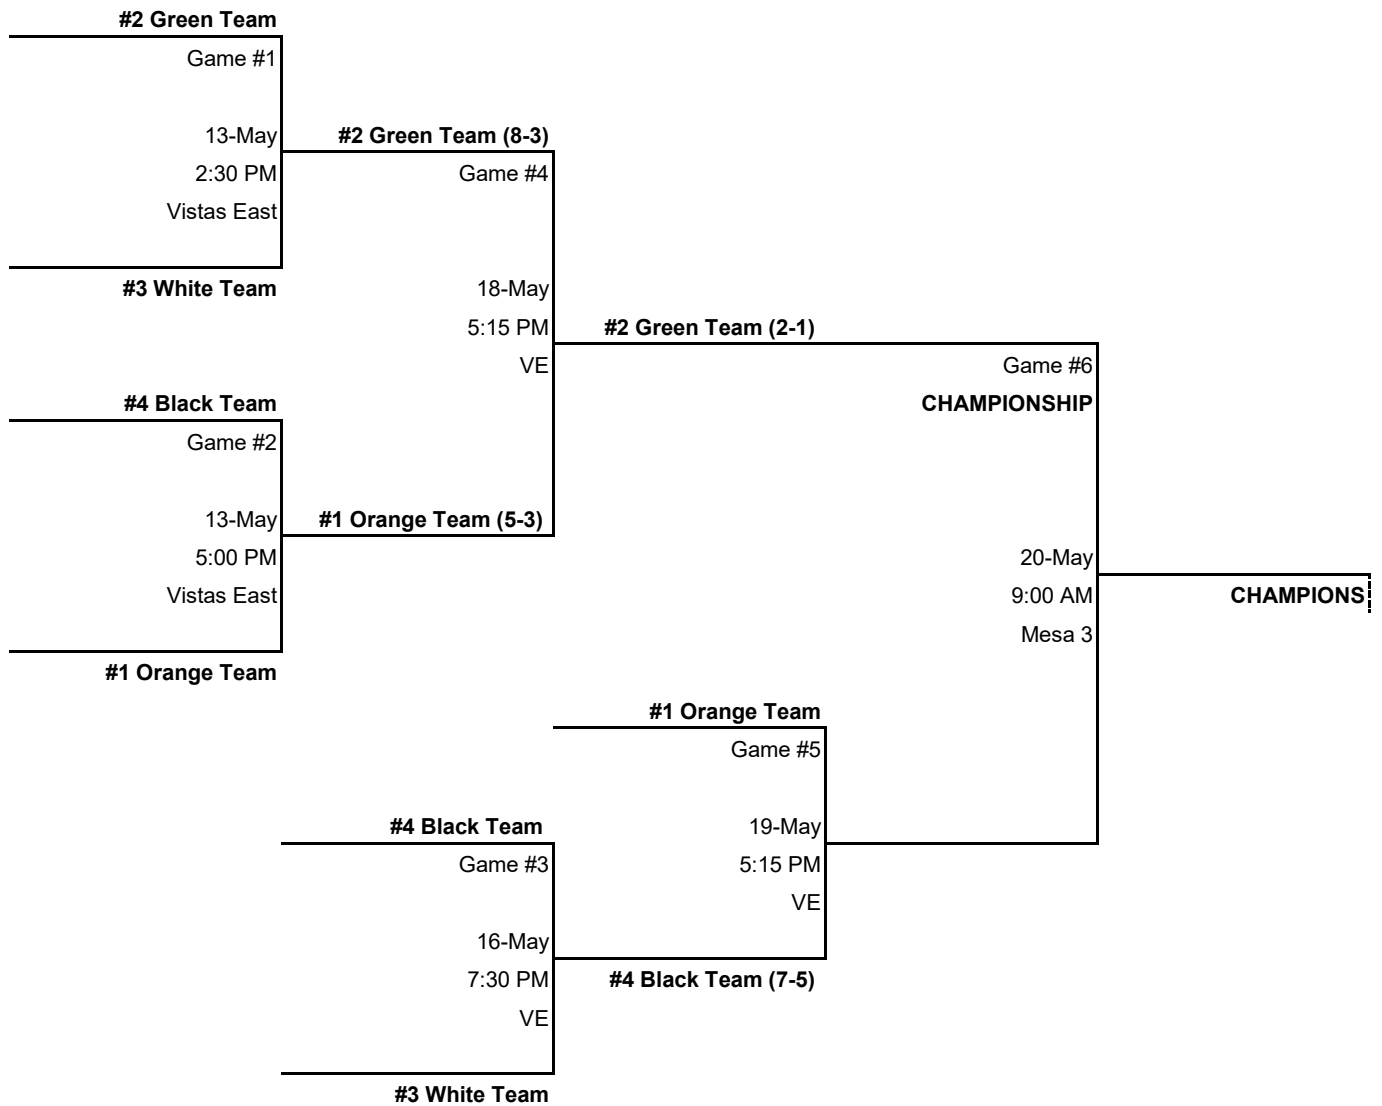 #2 Green Team
Game #1
13-May
2:30 PM
Vistas East
#3 White Team
#2 Green Team (8-3)
Game #4
18-May
5:15 PM
VE
#4 Black Team
Game #2
13-May
5:00 PM
Vistas East
#1 Orange Team
#1 Orange Team (5-3)
#2 Green Team (2-1)
Game #6
CHAMPIONSHIP
20-May
9:00 AM
Mesa 3
CHAMPIONS
#1 Orange Team
Game #5
19-May
5:15 PM
VE
#4 Black Team
Game #3
16-May
7:30 PM
VE
#3 White Team
#4 Black Team (7-5)